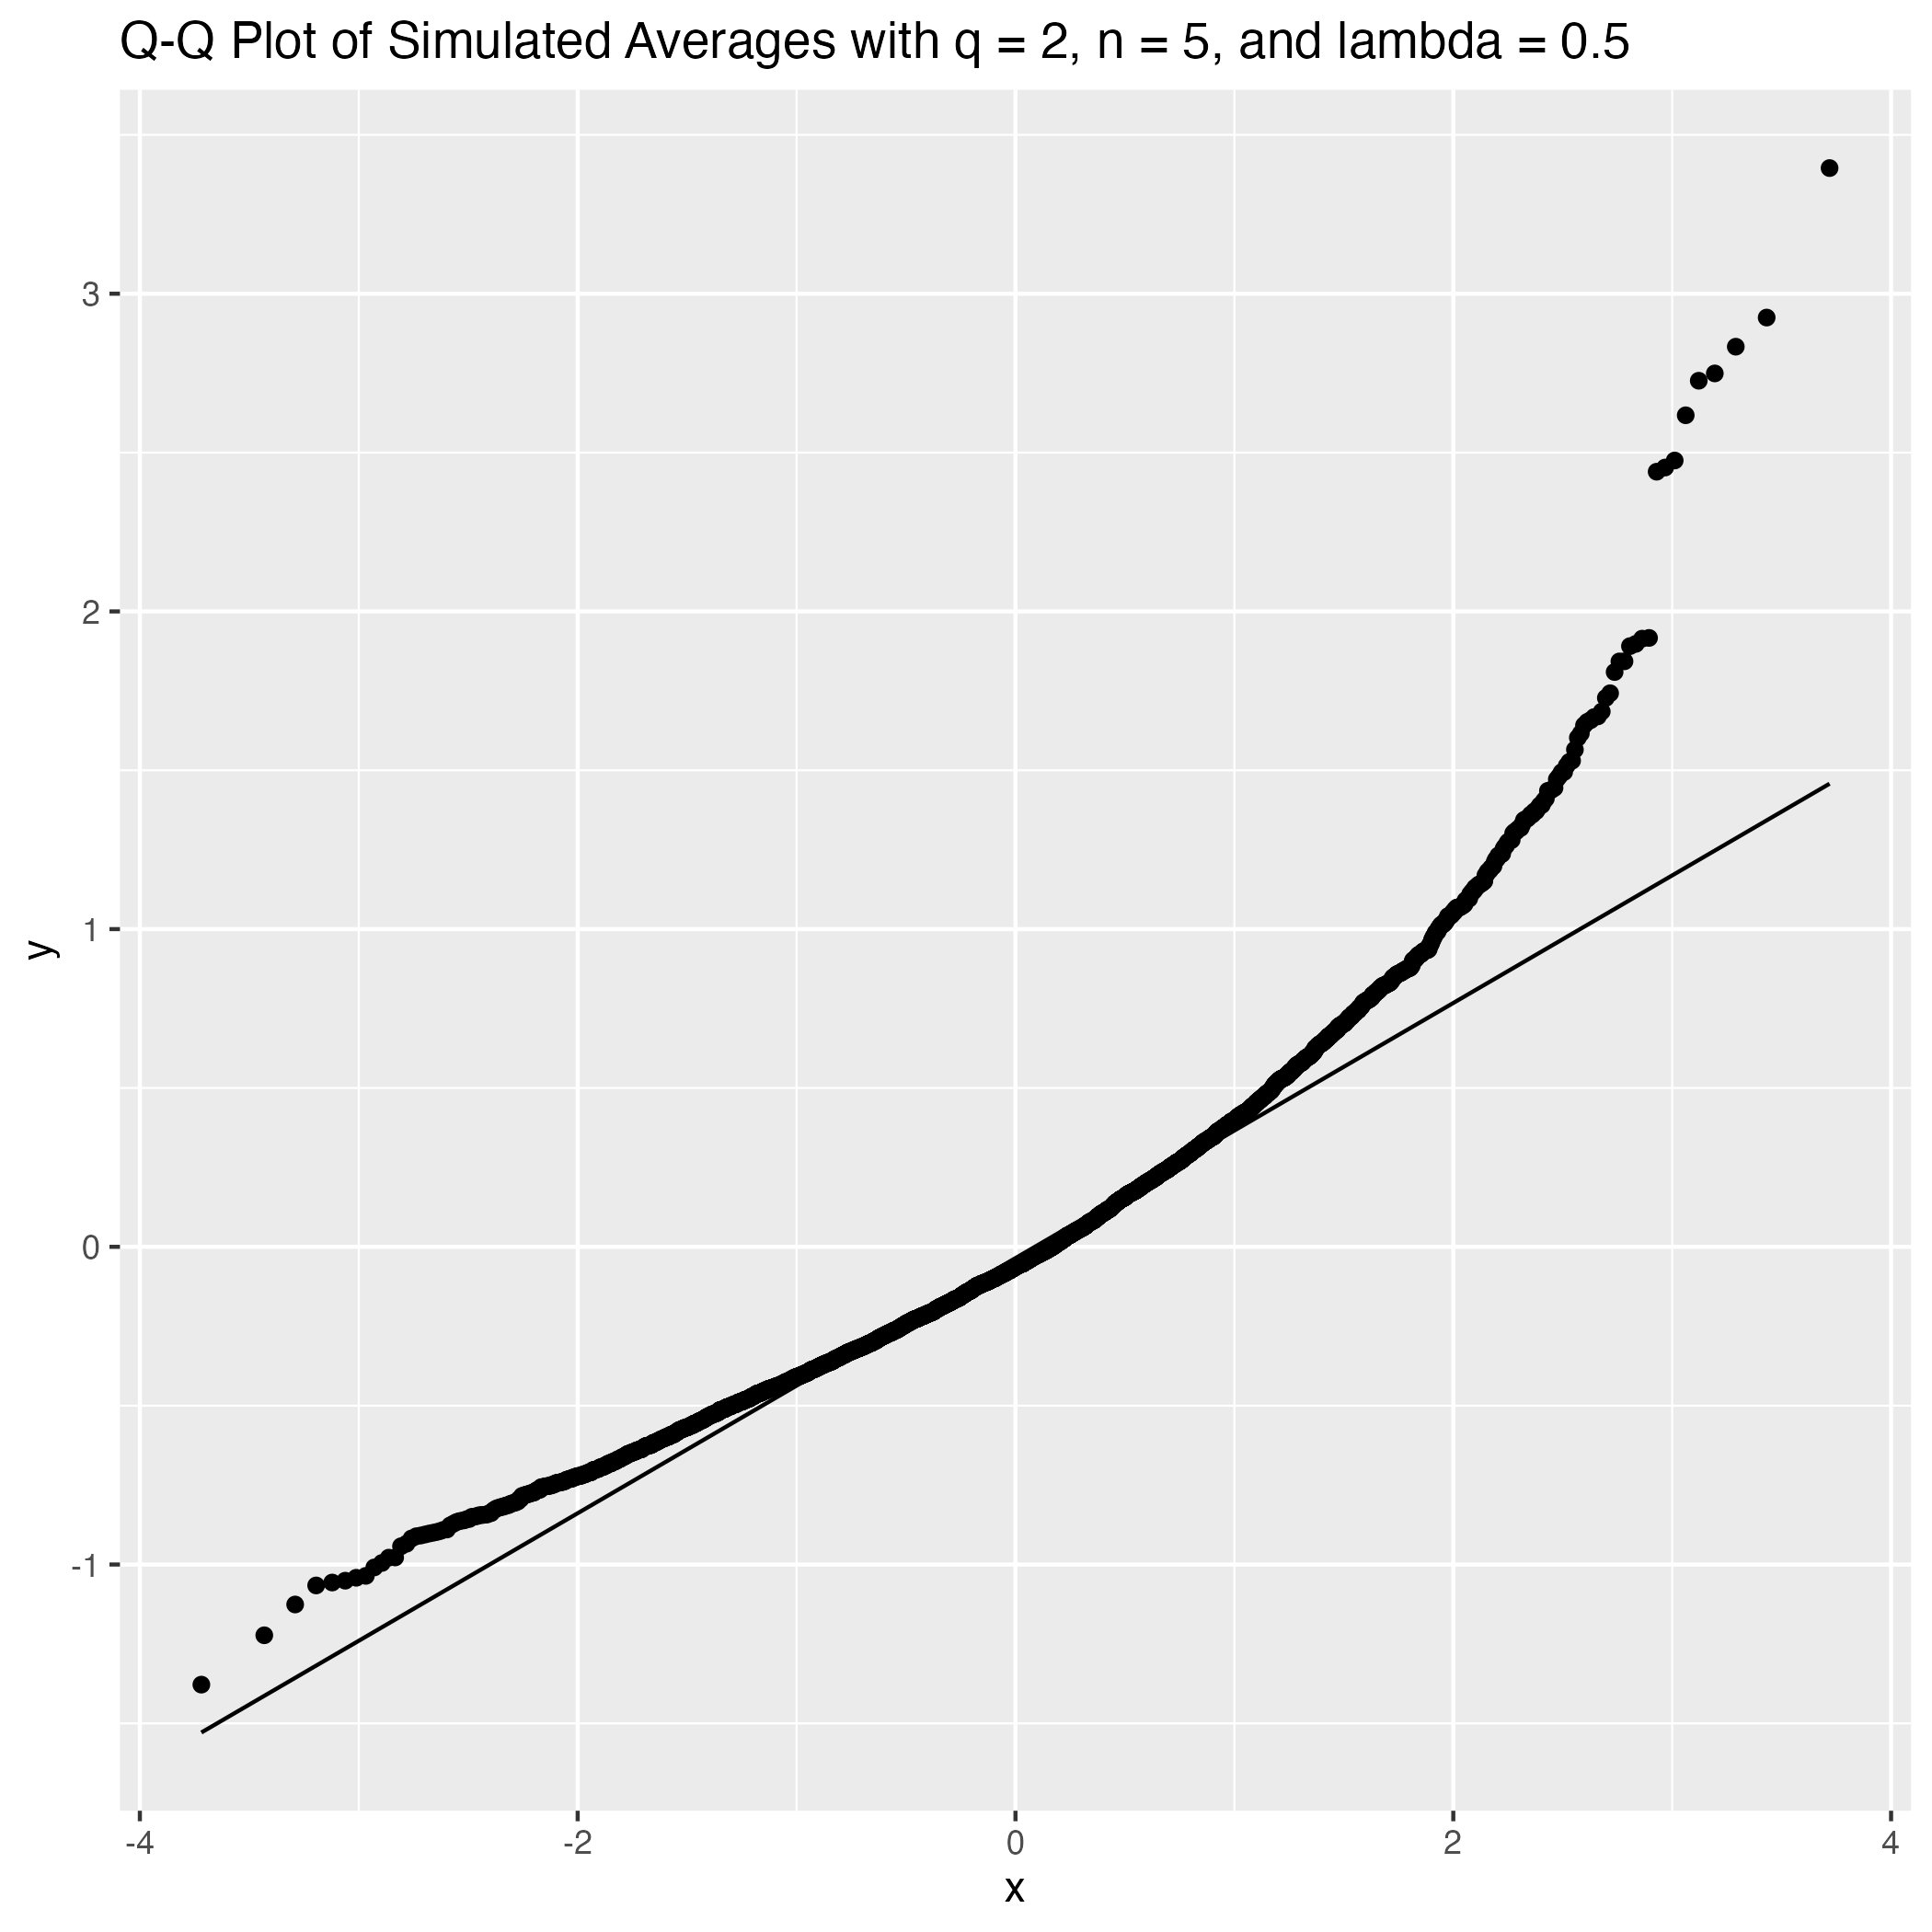 Q-Q Plot of Simulated Averages with q = 2, n = 5, and lambda = 0.5
3
2
1
y
0
-1
-4 -2 0 2 4
x